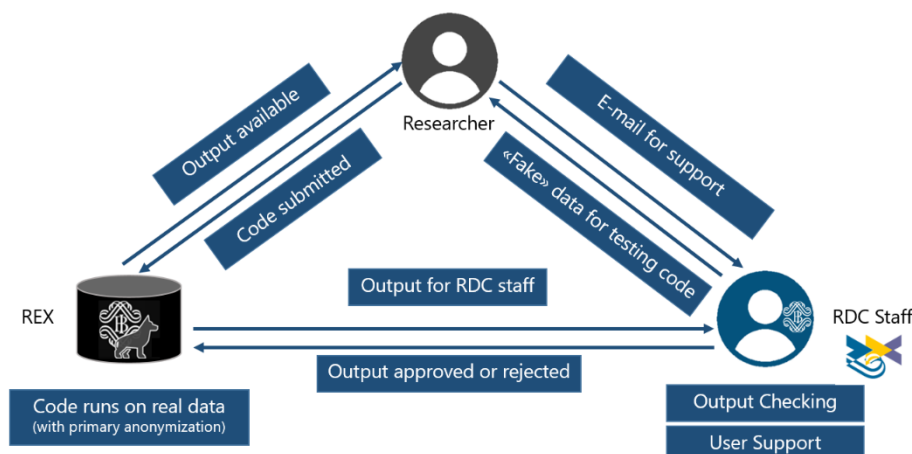 Researcher
Output available
Code submitted
E-mail for support
«Fake» data for testing code
REX
Output for RDC staff
RDC Staff
Output approved or rejected
Code runs on real data
(with primary anonymization)
Output Checking
User Support